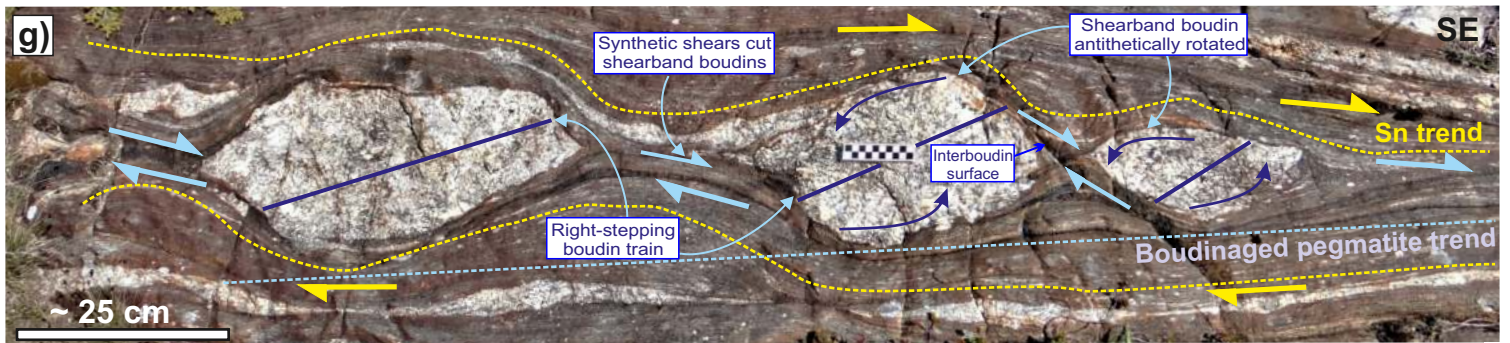 g)
Synthetic shears cut
shearband boudins
Shearband boudin
antithetically rotated
SE
Sn trend
Interboudin
surface
Right-stepping
boudin train
Boudinaged pegmatite trend
~ 25 cm